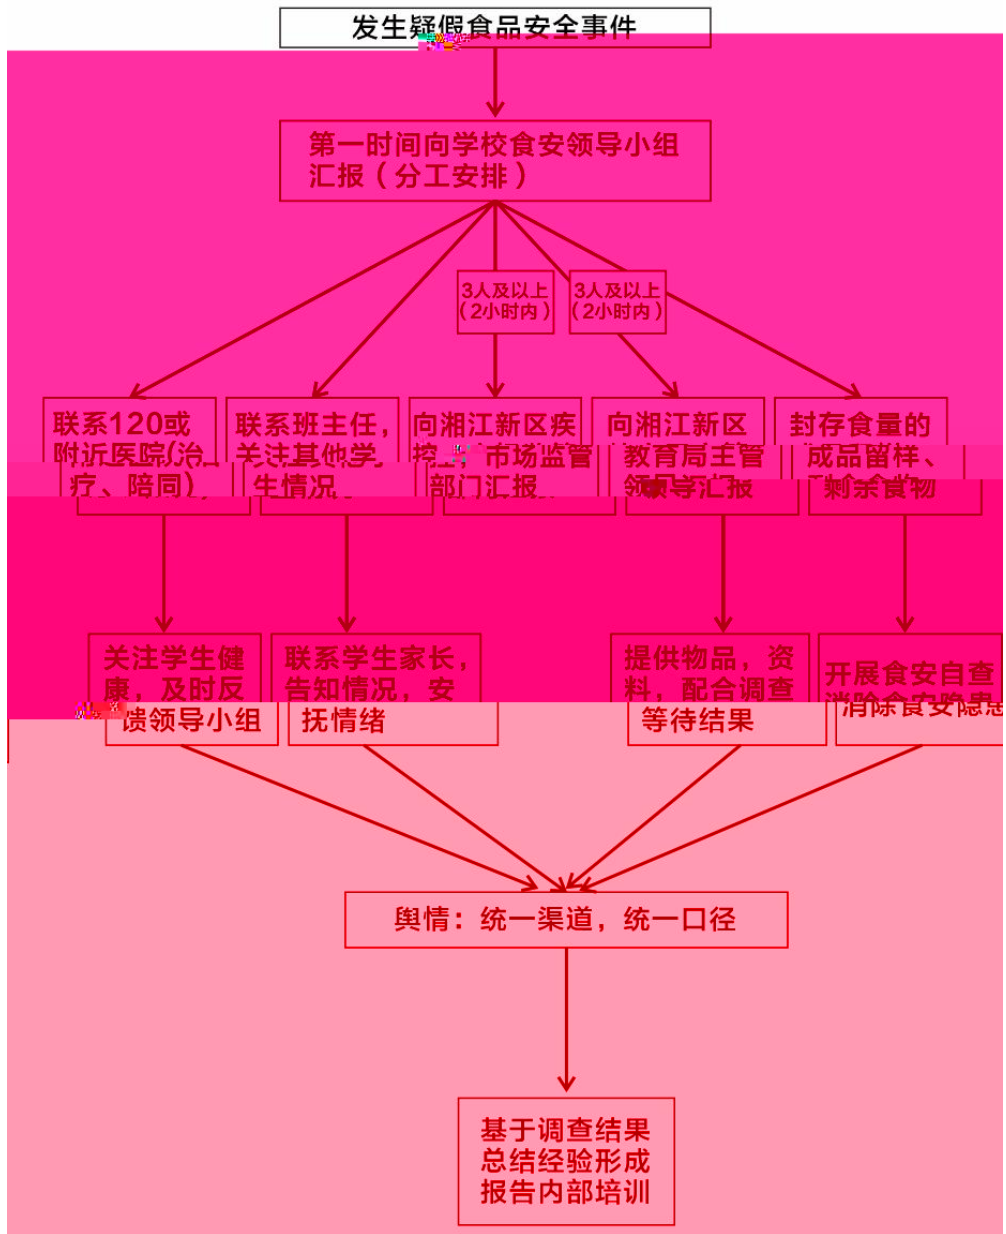 发生疑假食品安全事件
第一时间向学校食安领导小组
汇报（分工安排）
3人及以上
（2小时内）
3人及以上
（2小时内）
联系120或
附近医院(治
疗、陪同)
联系班主任，
关注其他学
生情况
向湘江新区疾
控，市场监管
部门汇报
向湘江新区
教育局主管
领导汇报
封存食量的
成品留样、
剩余食物
关注学生健
康，及时反
馈领导小组
联系学生家长，
告知情况，安
抚情绪
提供物品，资
料，配合调查
等待结果
开展食安自查
消除食安隐患
舆情：统一渠道，统一口径
基于调查结果
总结经验形成
报告内部培训